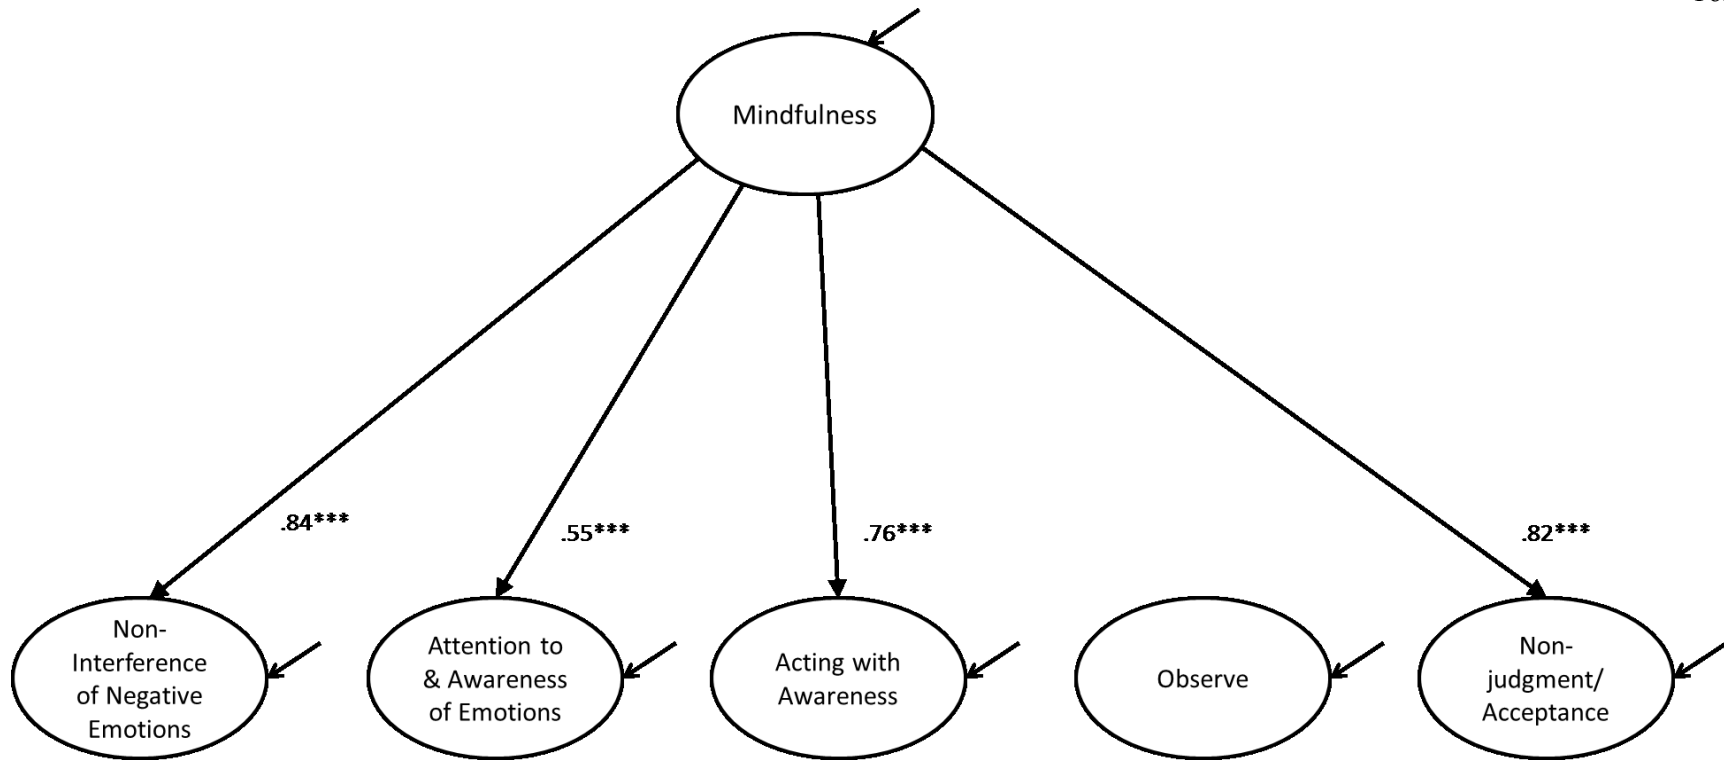 Mindfulness
.84***
.55***
.76***
.82***
Non-
Interference
of Negative
Emotions
Attention to
& Awareness
of Emotions
Acting with
Awareness
Observe
Non-
judgment/
Acceptance